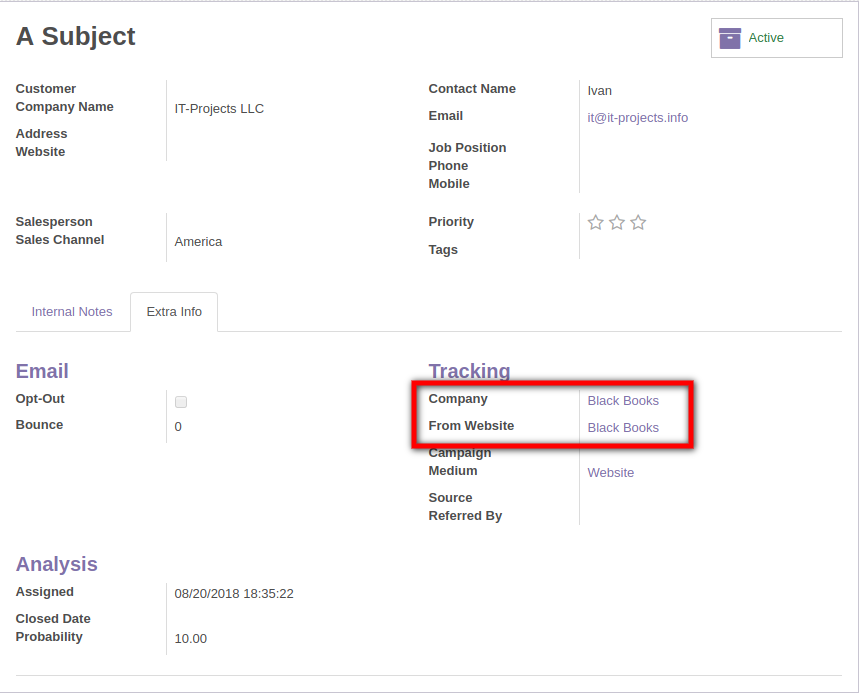 A Subject
Active
Customer
Company Name IT-Projects LLC
Address
Website
Contact Name Ivan
Email it@it-projects.info
Job Position
Phone
Mobile
Salesperson
Sales Channel America
Priority
Tags
Internal Notes Extra Info
Email
Opt-Out
Bounce 0
Tracking
Company Black Books
From Website Black Books
Campaign
Medium Website
Source
Referred By
Analysis
Assigned 08/20/2018 18:35:22
Closed Date
Probability 10.00